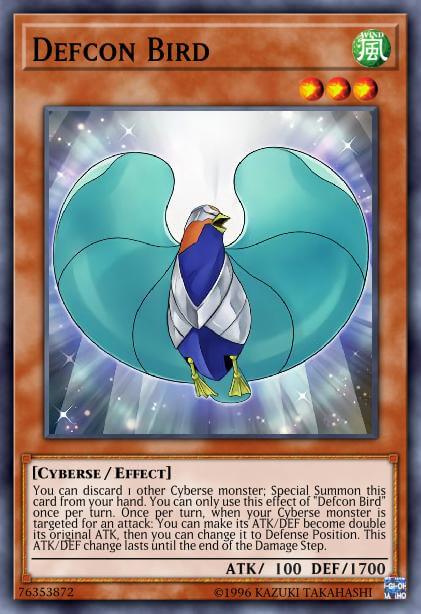 DEFCON BIRD
WIND
風
[CYBERSE / EFFECT]
You can discard 1 other Cyberse monster; Special Summon this
card from your hand. You can only use this effect of "Defcon Bird"
once per turn. Once per turn, when your Cyberse monster is
targeted for an attack: You can make its ATK/DEF become double
its original ATK, then you can change it to Defense Position. This
ATK/DEF change lasts until the end of the Damage Step.
ATK/ 100 DEF/1700
76353872
©1996 KAZUKI TAKAHASHI